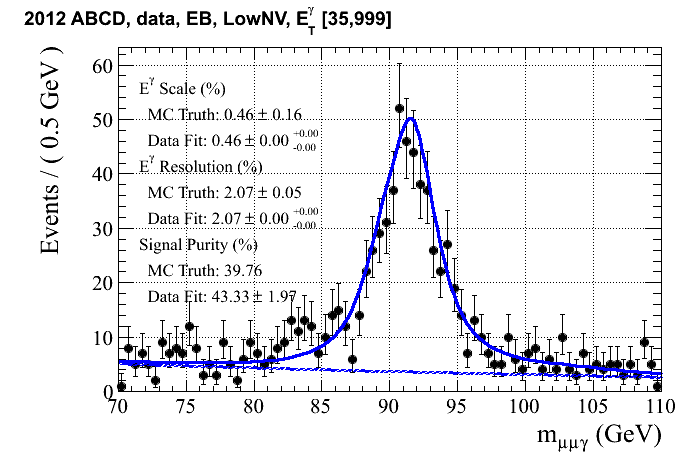 2012 ABCD, data, EB, LowNV, E_T^γ [35,999]
Events / ( 0.5 GeV )
60
50
40
30
20
10
0
E^γ Scale (%)
MC Truth: 0.46 ± 0.16
Data Fit: 0.46 ± 0.00 +0.00 -0.00
E^γ Resolution (%)
MC Truth: 2.07 ± 0.05
Data Fit: 2.07 ± 0.00 +0.00 -0.00
Signal Purity (%)
MC Truth: 39.76
Data Fit: 43.33 ± 1.97
70 75 80 85 90 95 100 105 110
m_μμγ (GeV)